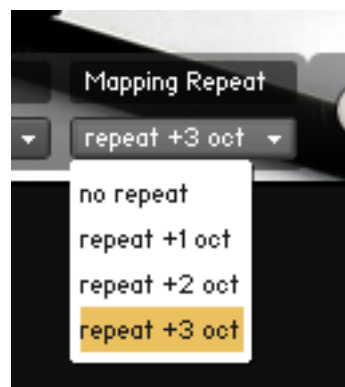 Mapping Repeat
repeat +3 oct
no repeat
repeat +1 oct
repeat +2 oct
repeat +3 oct